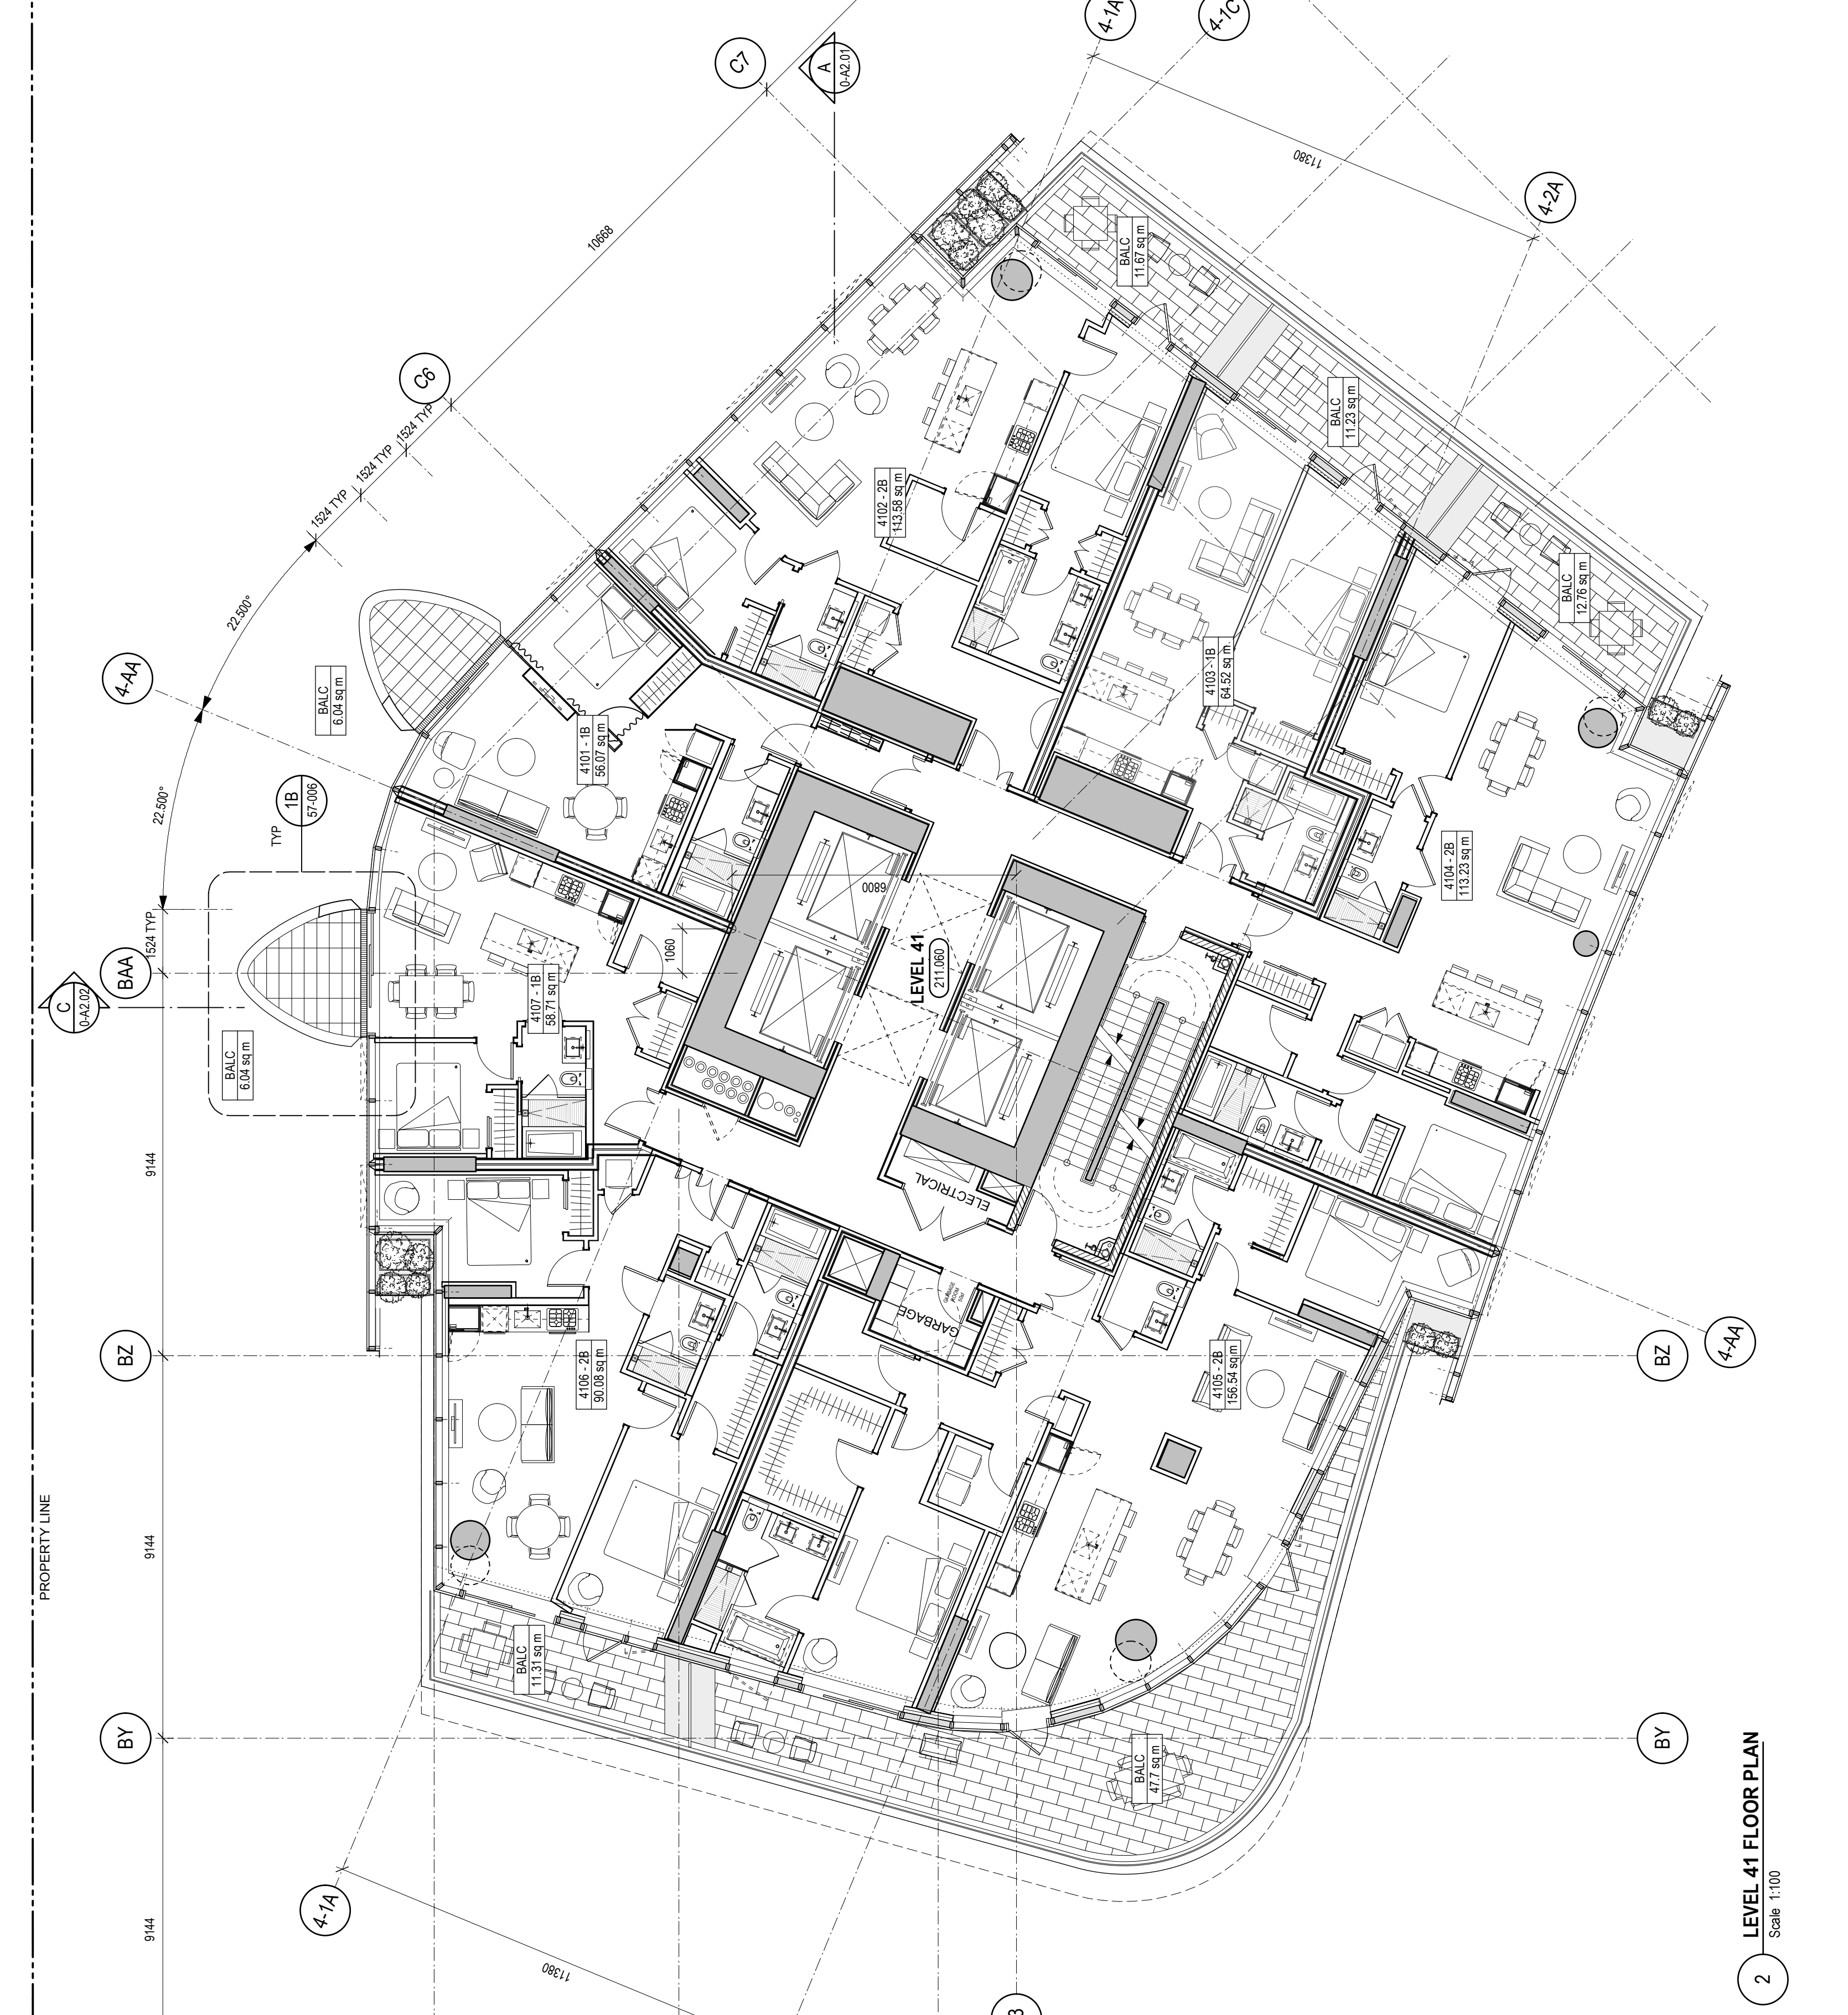 4-1A
4-1C
C7
A
0-A2.01
11380
4-2A
10668
BALC
11.67 sq m
C6
1524 TYP
1524 TYP
1524 TYP
BALC
11.23 sq m
4102 - 2B
113.58 sq m
22.500°
BALC
12.76 sq m
4-AA
BALC
6.04 sq m
4103 - 1B
64.52 sq m
4101 - 1B
56.07 sq m
22.500°
1B
57-006
TYP
4104 - 2B
113.23 sq m
6800
1524 TYP
1060
LEVEL 41
211.060
BAA
C
0-A2.02
4107 - 1B
58.71 sq m
BALC
6.04 sq m
9144
ELECTRICAL
GARBAGE
BZ
4106 - 2B
90.08 sq m
4105 - 2B
156.54 sq m
BZ
4-AA
PROPERTY LINE
9144
BALC
11.31 sq m
BY
BALC
47.7 sq m
BY
4-1A
9144
11380
2
LEVEL 41 FLOOR PLAN
Scale 1:100